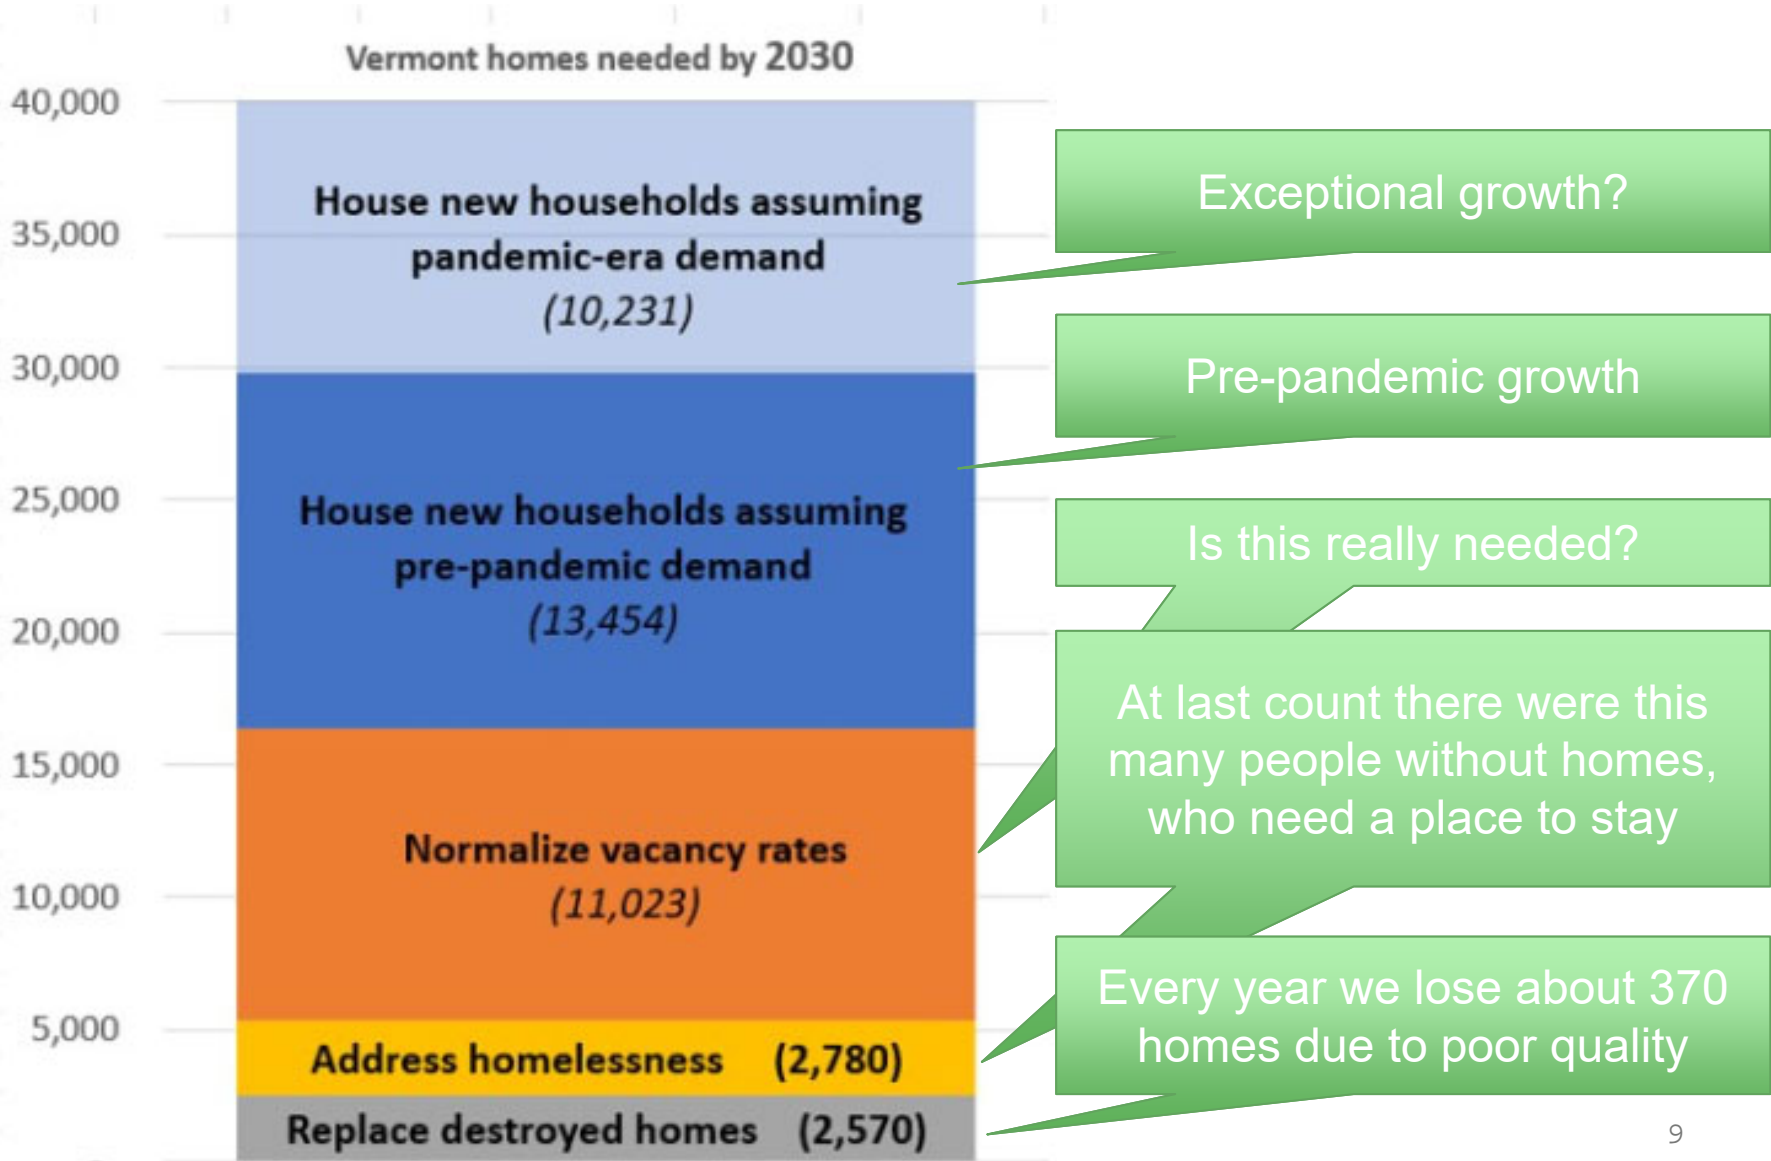 Vermont homes needed by 2030
40,000
35,000
30,000
25,000
20,000
15,000
10,000
5,000
House new households assuming
pandemic-era demand
(10,231)
House new households assuming
pre-pandemic demand
(13,454)
Normalize vacancy rates
(11,023)
Address homelessness (2,780)
Replace destroyed homes (2,570)
Exceptional growth?
Pre-pandemic growth
Is this really needed?
At last count there were this
many people without homes,
who need a place to stay
Every year we lose about 370
homes due to poor quality
9